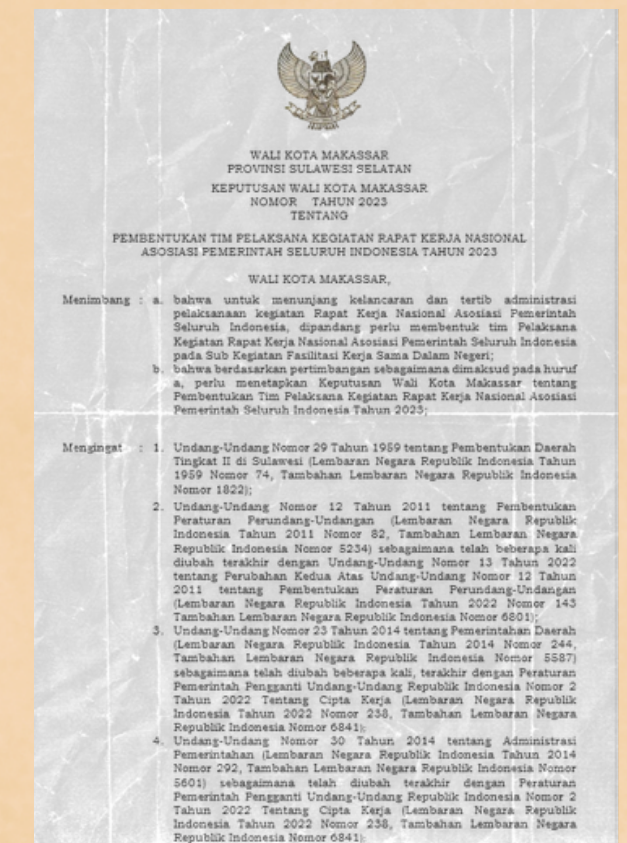 WALI KOTA MAKASSAR
PROVINSI SULAWESI SELATAN
KEPUTUSAN WALI KOTA MAKASSAR
NOMOR TAHUN 2023
TENTANG
PEMBENTUKAN TIM PELAKSANA KEGIATAN RAPAT KERJA NASIONAL
ASOSIASI PEMERINTAH SELURUH INDONESIA TAHUN 2023
WALI KOTA MAKASSAR,
Menimbang : a. bahwa untuk menunjang kelancaran dan tertib administrasi
pelaksanaan kegiatan Rapat Kerja Nasional Asosiasi Pemerintah
Seluruh Indonesia, dipandang perlu membentuk tim Pelaksana
Kegiatan Rapat Kerja Nasional Asosiasi Pemerintah Seluruh Indonesia
pada Sub Kegiatan Fasilitasi Kerja Sama Dalam Negeri;
b. bahwa berdasarkan pertimbangan sebagaimana dimaksud pada huruf
a, perlu menetapkan Keputusan Wali Kota Makassar tentang
Pembentukan Tim Pelaksana Kegiatan Rapat Kerja Nasional Asosiasi
Pemerintah Seluruh Indonesia Tahun 2023;
Mengingat : 1. Undang-Undang Nomor 29 Tahun 1959 tentang Pembentukan Daerah
Tingkat II di Sulawesi (Lembaran Negara Republik Indonesia Tahun
1959 Nomor 74, Tambahan Lembaran Negara Republik Indonesia
Nomor 1822);
2. Undang-Undang Nomor 12 Tahun 2011 tentang Pembentukan
Peraturan Perundang-Undangan (Lembaran Negara Republik
Indonesia Tahun 2011 Nomor 82, Tambahan Lembaran Negara
Republik Indonesia Nomor 5234) sebagaimana telah beberapa kali
diubah terakhir dengan Undang-Undang Nomor 13 Tahun 2022
tentang Perubahan Kedua Atas Undang-Undang Nomor 12 Tahun
2011 tentang Pembentukan Peraturan Perundang-Undangan
(Lembaran Negara Republik Indonesia Tahun 2022 Nomor 143
Tambahan Lembaran Negara Republik Indonesia Nomor 6801);
3. Undang-Undang Nomor 23 Tahun 2014 tentang Pemerintahan Daerah
(Lembaran Negara Republik Indonesia Tahun 2014 Nomor 244,
Tambahan Lembaran Negara Republik Indonesia Nomor 5587)
sebagaimana telah diubah beberapa kali, terakhir dengan Peraturan
Pemerintah Pengganti Undang-Undang Republik Indonesia Nomor 2
Tahun 2022 Tentang Cipta Kerja (Lembaran Negara Republik
Indonesia Tahun 2022 Nomor 238, Tambahan Lembaran Negara
Republik Indonesia Nomor 6841);
4. Undang-Undang Nomor 30 Tahun 2014 tentang Administrasi
Pemerintahan (Lembaran Negara Republik Indonesia Tahun 2014
Nomor 292, Tambahan Lembaran Negara Republik Indonesia Nomor
5601) sebagaimana telah diubah terakhir dengan Peraturan
Pemerintah Pengganti Undang-Undang Republik Indonesia Nomor 2
Tahun 2022 Tentang Cipta Kerja (Lembaran Negara Republik
Indonesia Tahun 2022 Nomor 238, Tambahan Lembaran Negara
Republik Indonesia Nomor 6841);